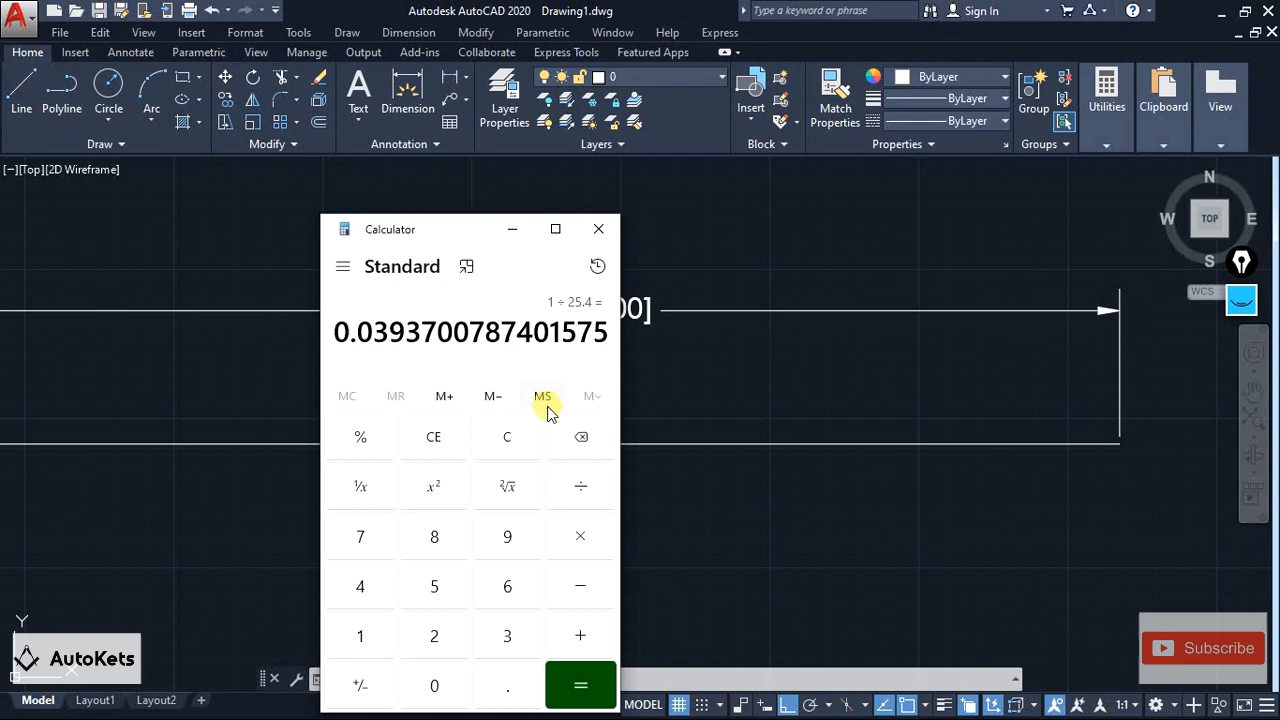 Autodesk AutoCAD 2020 Drawing1.dwg
Type a keyword or phrase
Sign In
File Edit View Insert Format Tools Draw Dimension Modify Parametric Window Help Express
Home Insert Annotate Parametric View Manage Output Add-ins Collaborate Express Tools Featured Apps
0
ByLayer
ByLayer
ByLayer
Line Polyline Circle Arc
Text Dimension
Layer Properties
Insert
Match Properties
Group
Utilities
Clipboard
View
Draw Modify Annotation Layers Block Properties Groups
[−][Top][2D Wireframe]
N
W TOP E
S
WCS
Calculator
Standard
1 ÷ 25.4 =
0.0393700787401575
00]
MC MR M+ M− MS M
% CE C
¹/x x² ²√x ÷
7 8 9 ×
4 5 6 −
1 2 3 +
+/− 0 . =
Y
X
AutoKets
Subscribe
Model Layout1 Layout2 +
MODEL
1:1